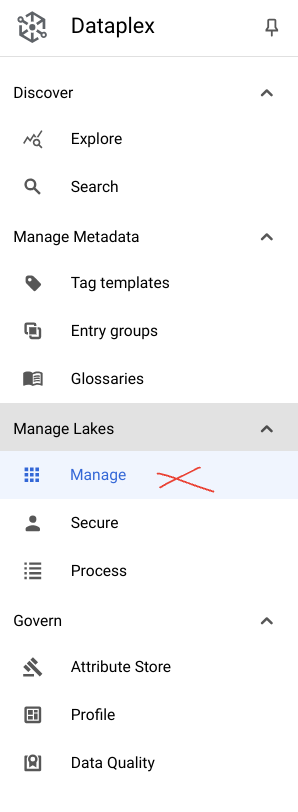 Dataplex
Discover
Explore
Search
Manage Metadata
Tag templates
Entry groups
Glossaries
Manage Lakes
Manage
Secure
Process
Govern
Attribute Store
Profile
Data Quality